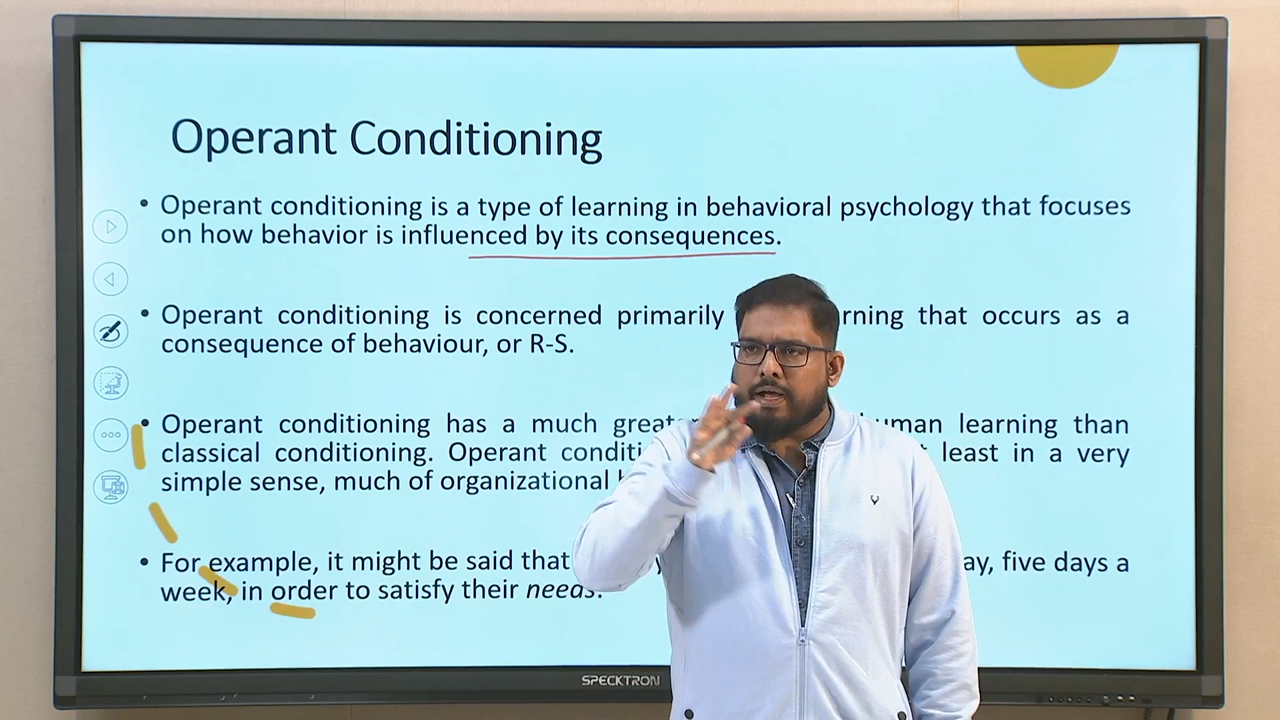 Operant Conditioning
• Operant conditioning is a type of learning in behavioral psychology that focuses
on how behavior is influenced by its consequences.
• Operant conditioning is concerned primarily rning that occurs as a
consequence of behaviour, or R-S.
• Operant conditioning has a much greate uman learning than
classical conditioning. Operant conditi t least in a very
simple sense, much of organizational
• For example, it might be said that ay, five days a
week, in order to satisfy their needs.
SPECKTRON